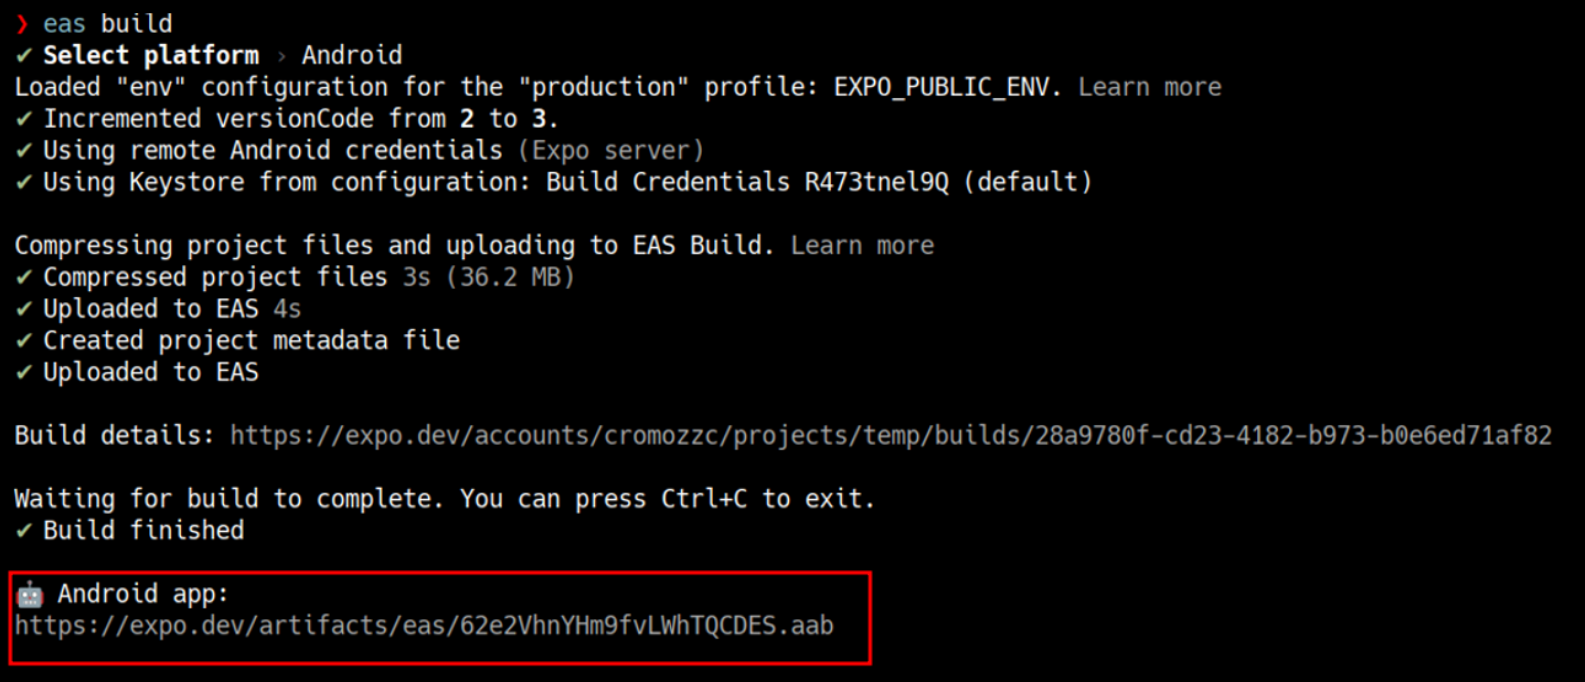 ❯ eas build
✔ Select platform › Android
Loaded "env" configuration for the "production" profile: EXPO_PUBLIC_ENV. Learn more
✔ Incremented versionCode from 2 to 3.
✔ Using remote Android credentials (Expo server)
✔ Using Keystore from configuration: Build Credentials R473tnel9Q (default)
Compressing project files and uploading to EAS Build. Learn more
✔ Compressed project files 3s (36.2 MB)
✔ Uploaded to EAS 4s
✔ Created project metadata file
✔ Uploaded to EAS
Build details: https://expo.dev/accounts/cromozzc/projects/temp/builds/28a9780f-cd23-4182-b973-b0e6ed71af82
Waiting for build to complete. You can press Ctrl+C to exit.
✔ Build finished
🤖 Android app:
https://expo.dev/artifacts/eas/62e2VhnYHm9fvLWhTQCDES.aab